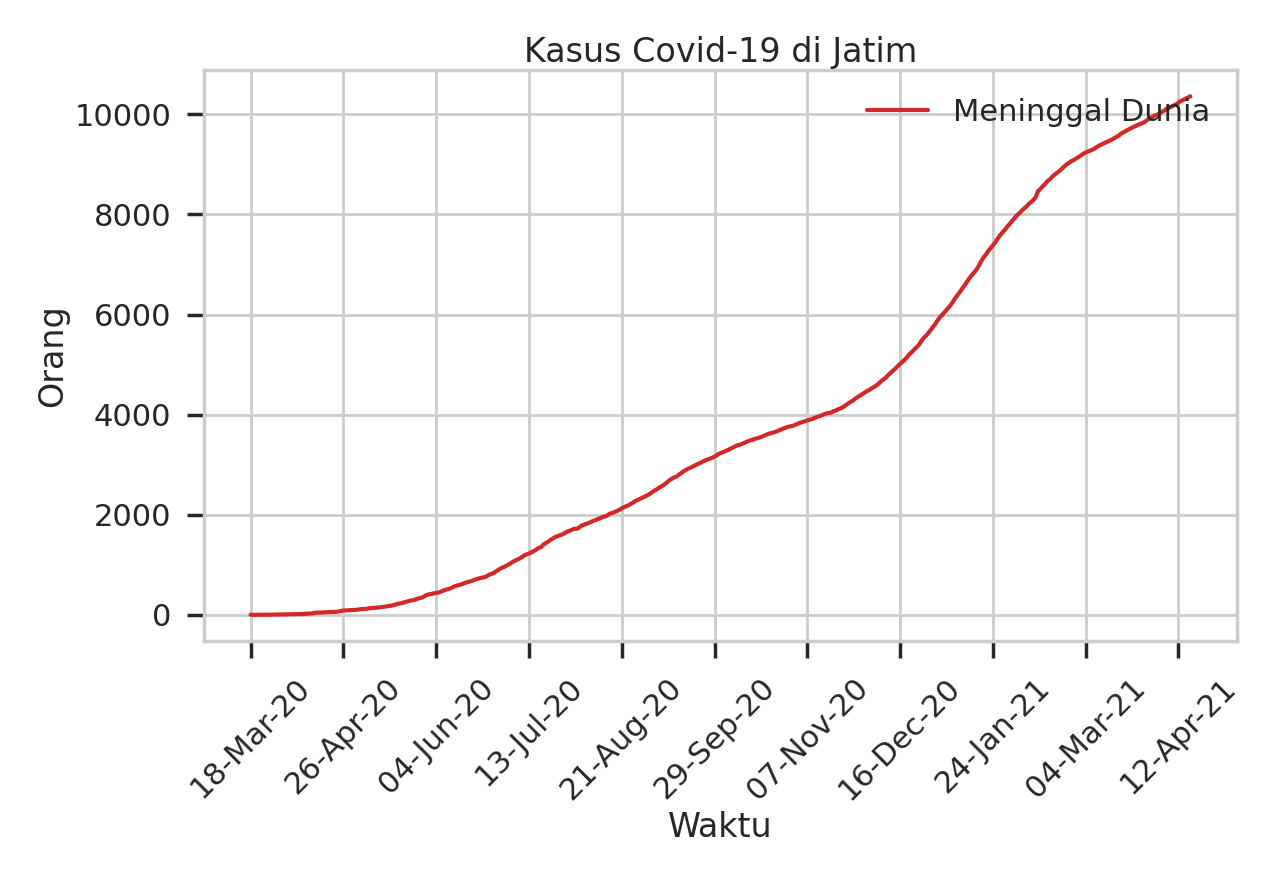 Kasus Covid-19 di Jatim
Meninggal Dunia
Orang
10000
8000
6000
4000
2000
0
18-Mar-20
26-Apr-20
04-Jun-20
13-Jul-20
21-Aug-20
29-Sep-20
07-Nov-20
16-Dec-20
24-Jan-21
04-Mar-21
12-Apr-21
Waktu